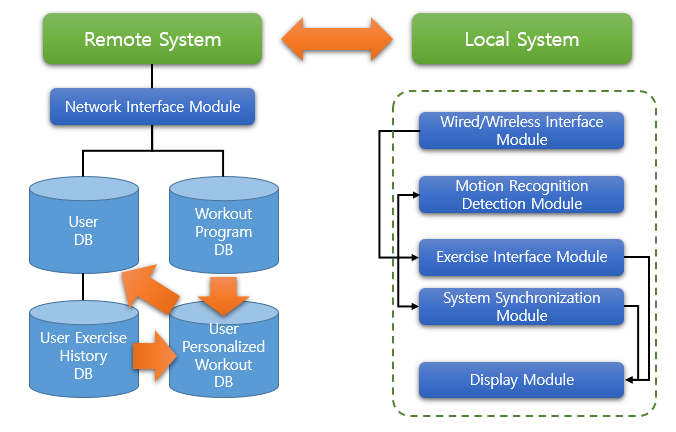 Remote System
Local System
Network Interface Module
User
DB
Workout
Program
DB
User Exercise
History
DB
User
Personalized
Workout
DB
Wired/Wireless Interface
Module
Motion Recognition
Detection Module
Exercise Interface Module
System Synchronization
Module
Display Module